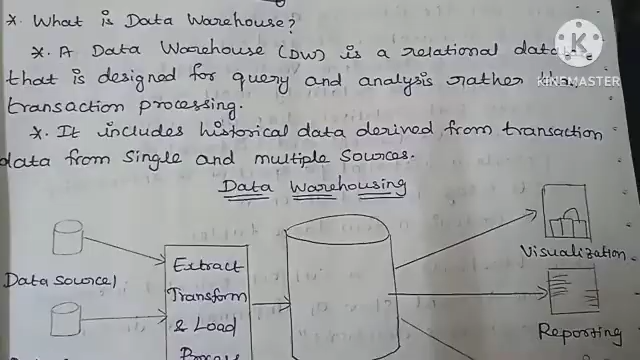 *. What is Data Warehouse?
*. A Data Warehouse (DW) is a relational
that is designed for query and analysis rather
transaction processing.
*. It includes historical data derived from transaction
data from single and multiple sources.
Data Warehousing
Data source1
Extract
Transform
& Load
Process
Visualization
Reporting
KINEMASTER